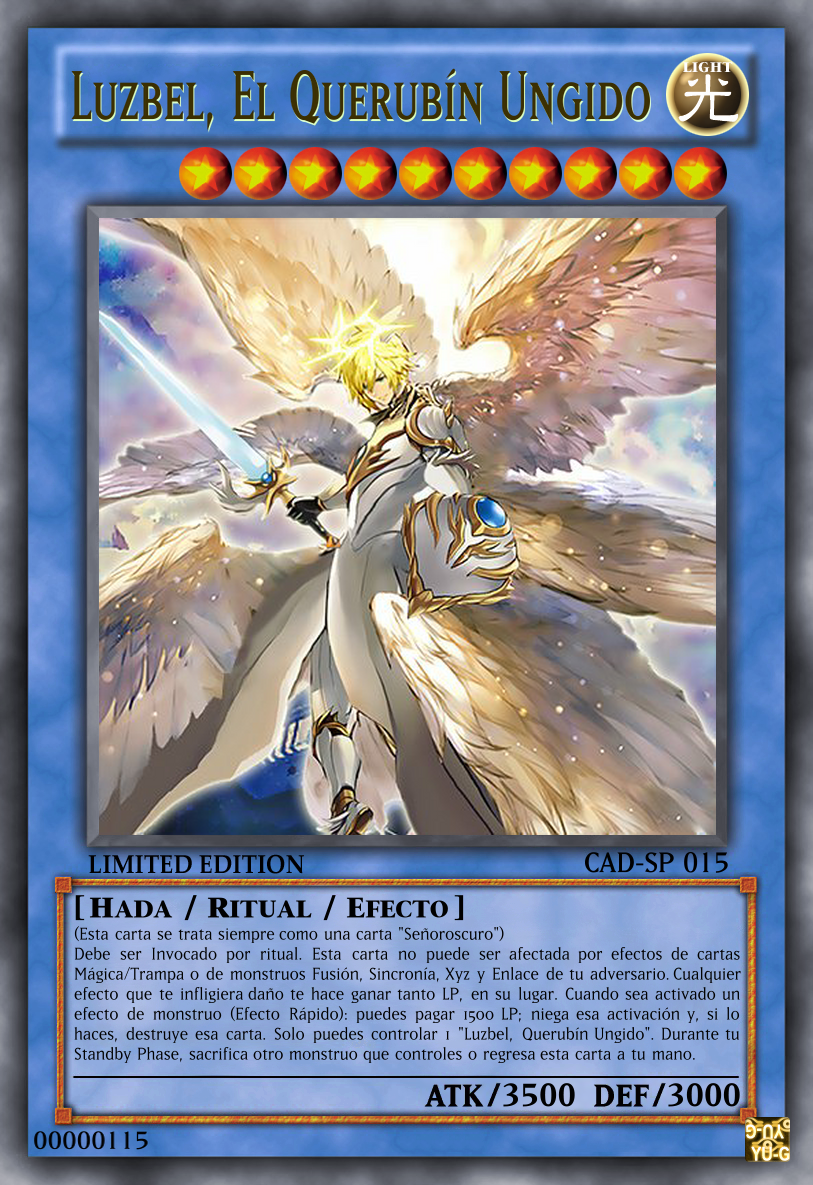 Luzbel, El Querubín Ungido
LIGHT
光
LIMITED EDITION
CAD-SP 015
[ Hada / Ritual / Efecto ]
(Esta carta se trata siempre como una carta "Señoroscuro")
Debe ser Invocado por ritual. Esta carta no puede ser afectada por efectos de cartas
Mágica/Trampa o de monstruos Fusión, Sincronía, Xyz y Enlace de tu adversario. Cualquier
efecto que te infligiera daño te hace ganar tanto LP, en su lugar. Cuando sea activado un
efecto de monstruo (Efecto Rápido): puedes pagar 1500 LP; niega esa activación y, si lo
haces, destruye esa carta. Solo puedes controlar 1 "Luzbel, Querubín Ungido". Durante tu
Standby Phase, sacrifica otro monstruo que controles o regresa esta carta a tu mano.
ATK/3500 DEF/3000
00000115
YU-G